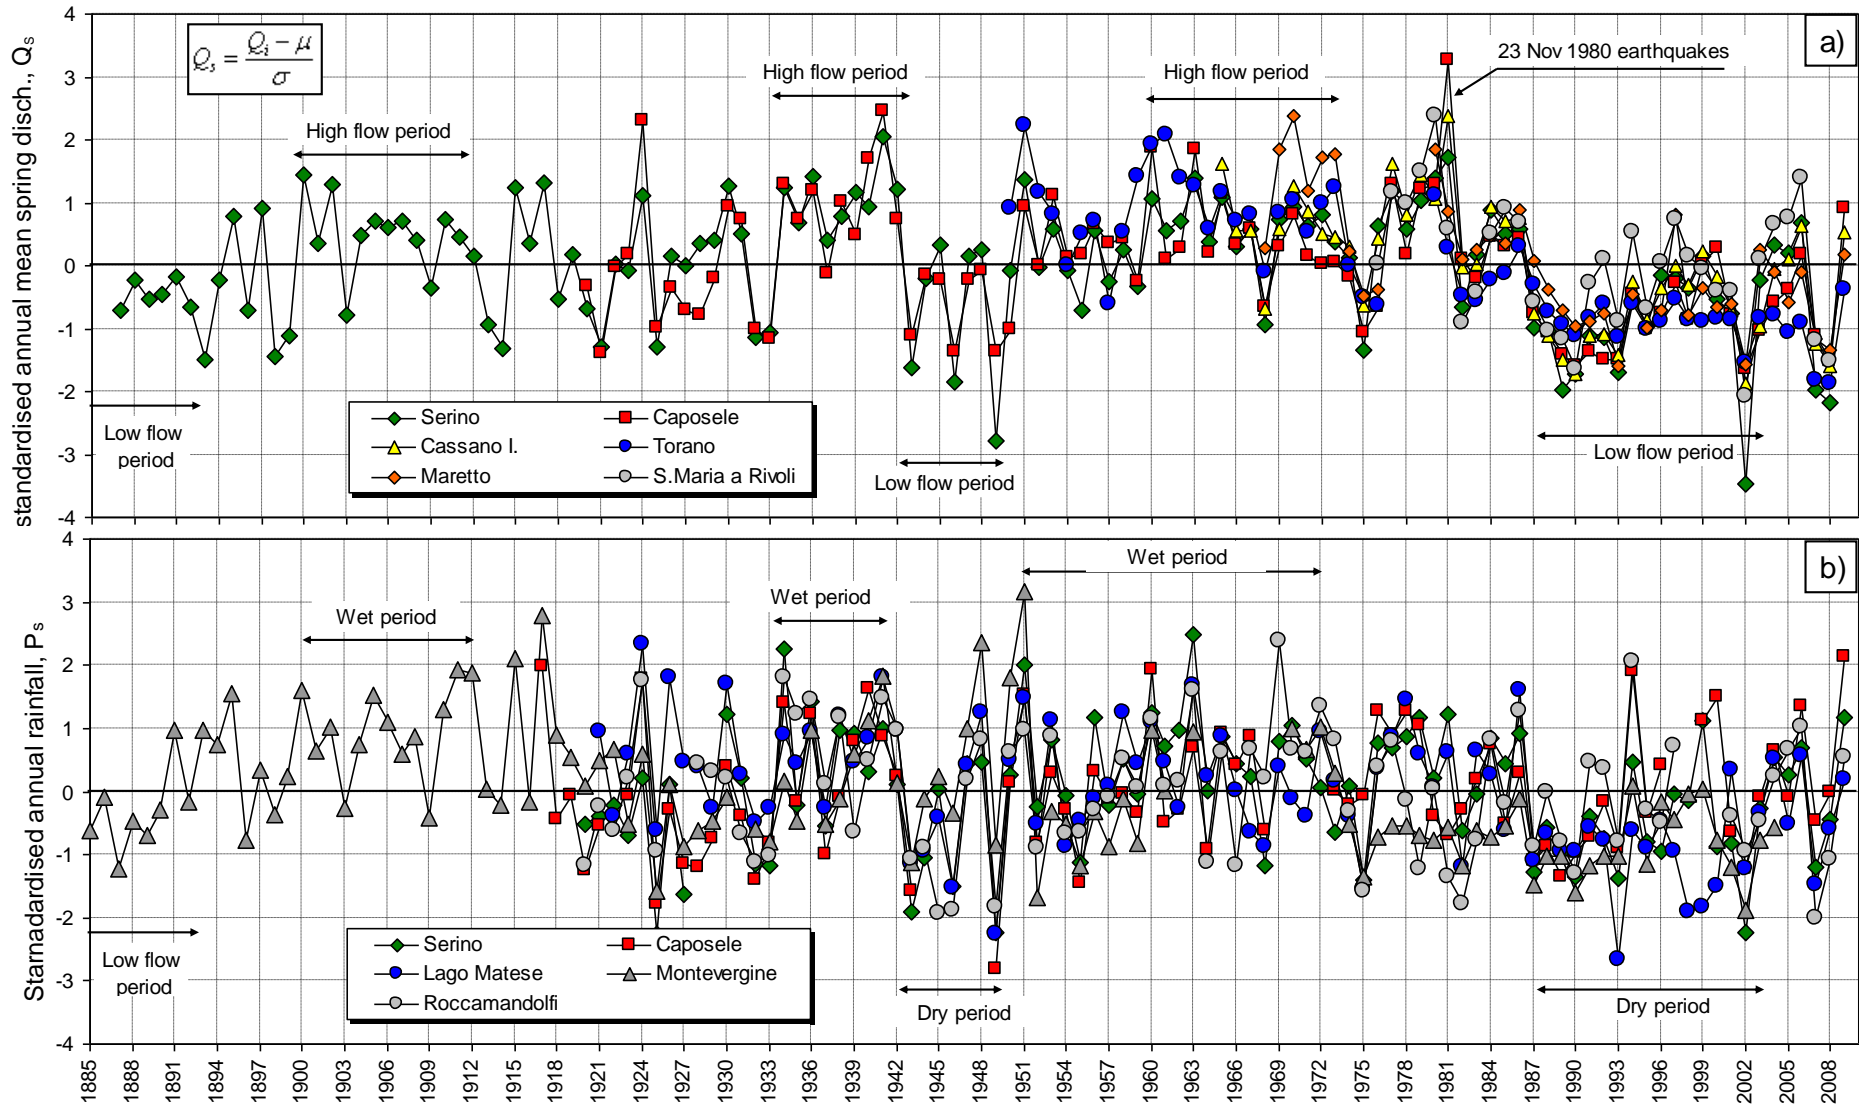 4
3
2
1
0
-1
-2
-3
-4
standardised annual mean spring disch., Qs
Qs = Qi − μ / σ
a)
High flow period
High flow period
High flow period
23 Nov 1980 earthquakes
Low flow
period
Low flow period
Low flow period
Serino
Caposele
Cassano I.
Torano
Maretto
S.Maria a Rivoli
4
3
2
1
0
-1
-2
-3
-4
Starnadardised annual rainfall, Ps
b)
Wet period
Wet period
Wet period
Low flow
period
Dry period
Dry period
Serino
Caposele
Lago Matese
Montevergine
Roccamandolfi
1885
1888
1891
1894
1897
1900
1903
1906
1909
1912
1915
1918
1921
1924
1927
1930
1933
1936
1939
1942
1945
1948
1951
1954
1957
1960
1963
1966
1969
1972
1975
1978
1981
1984
1987
1990
1993
1996
1999
2002
2005
2008